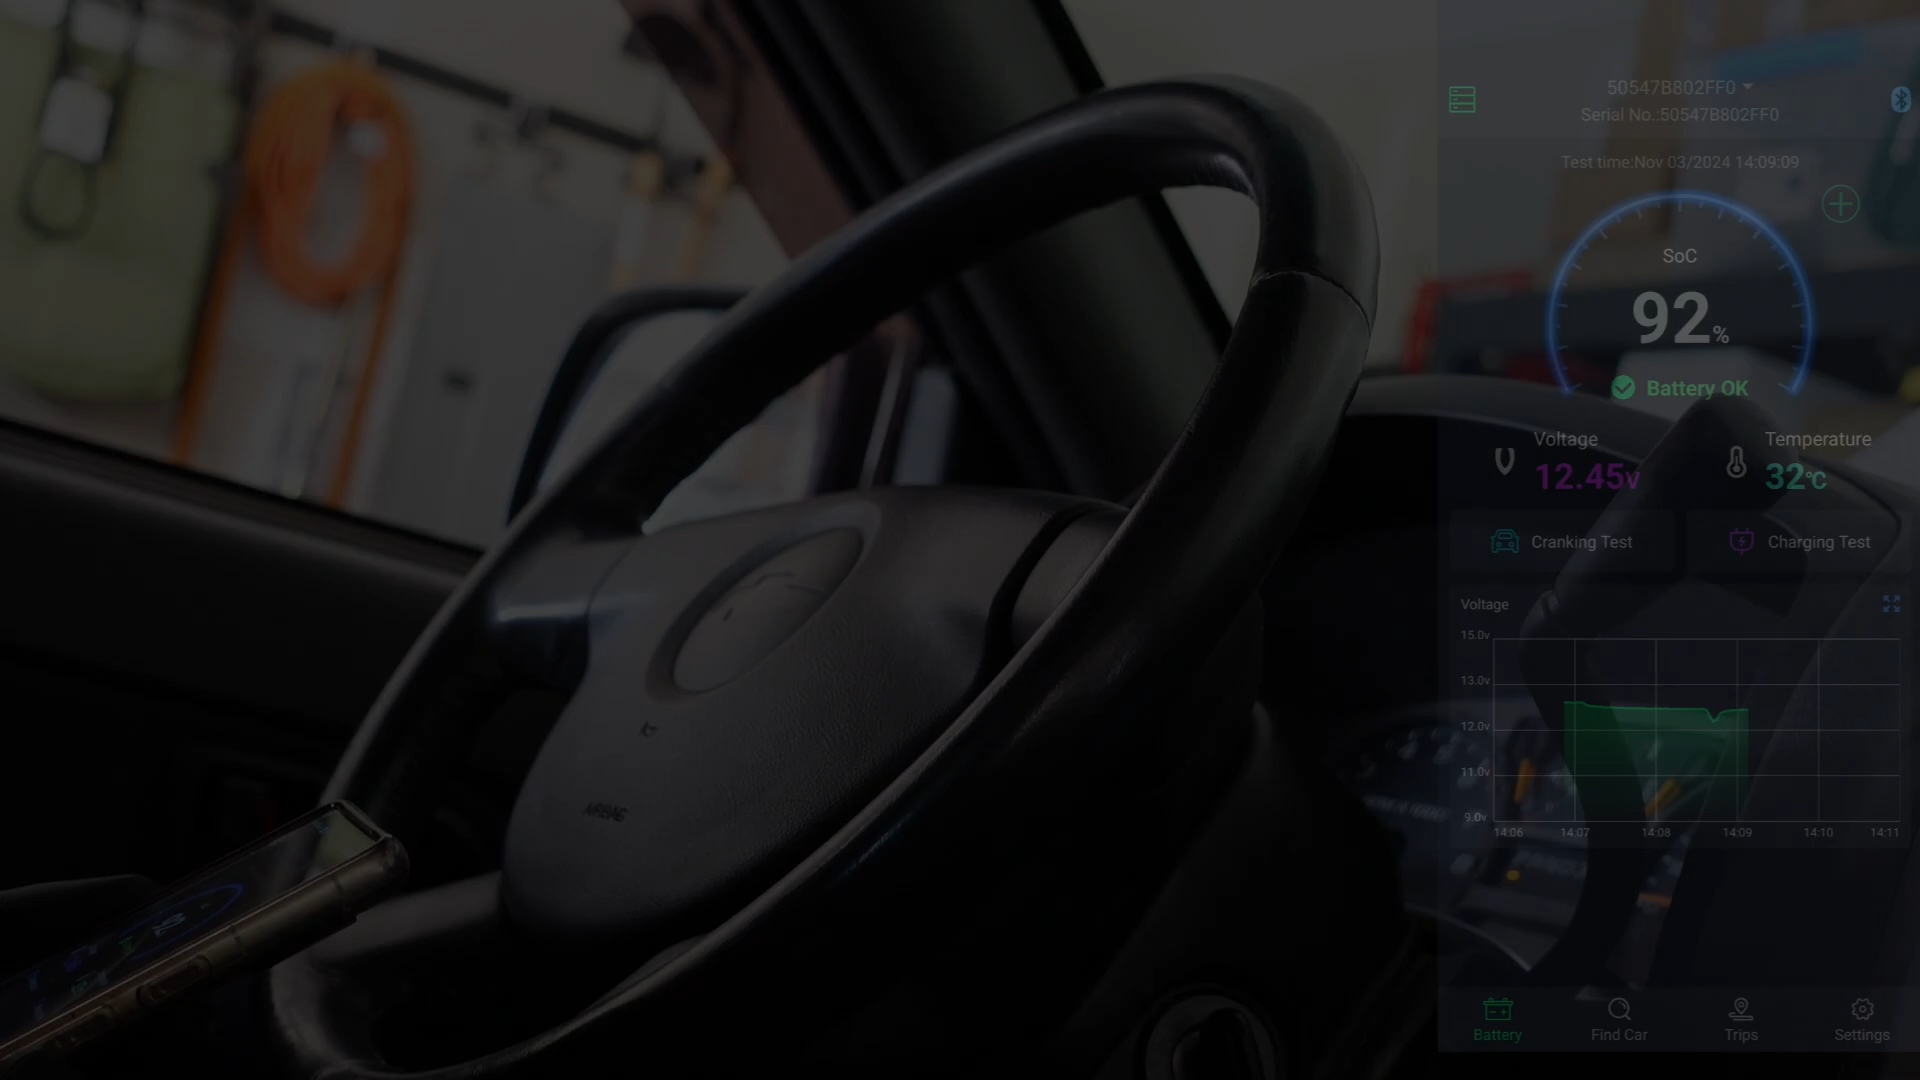 50547B802FF0
Serial No.:50547B802FF0
Test time:Nov 03/2024 14:09:09
SoC
92%
Battery OK
Voltage
12.45V
Temperature
32°C
Cranking Test
Charging Test
Voltage
15.0v
13.0v
12.0v
11.0v
9.0v
14:06 14:07 14:08 14:09 14:10 14:11
AIRBAG
Battery
Find Car
Trips
Settings